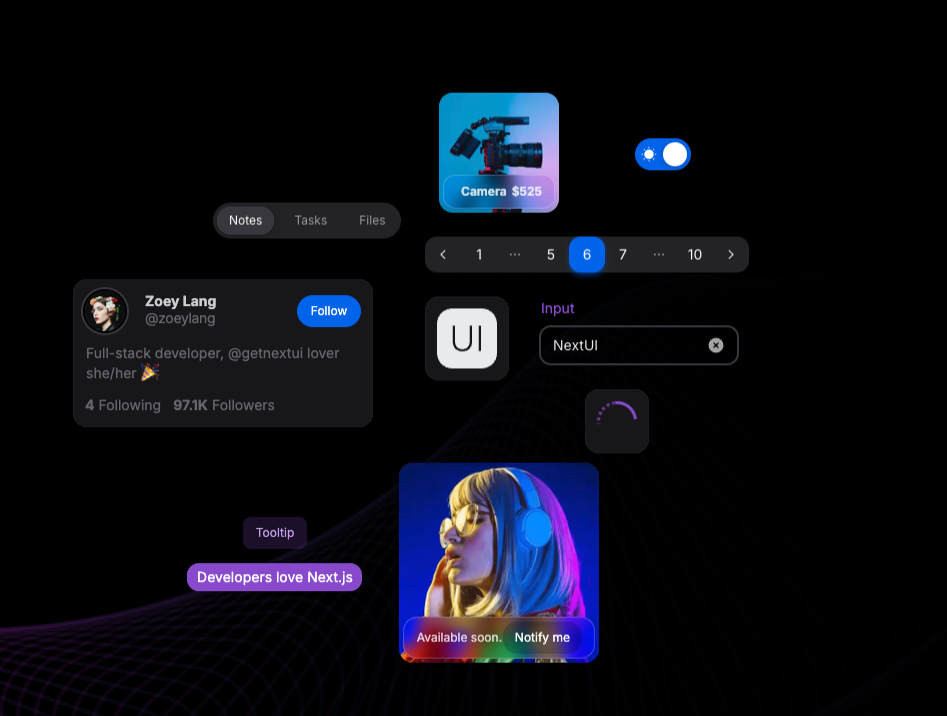 Camera $525
Notes Tasks Files
1 ··· 5 6 7 ··· 10
Zoey Lang
@zoeylang
Follow
Full-stack developer, @getnextui lover
she/her 🎉
4 Following 97.1K Followers
UI
Input
NextUI
Tooltip
Developers love Next.js
Available soon. Notify me